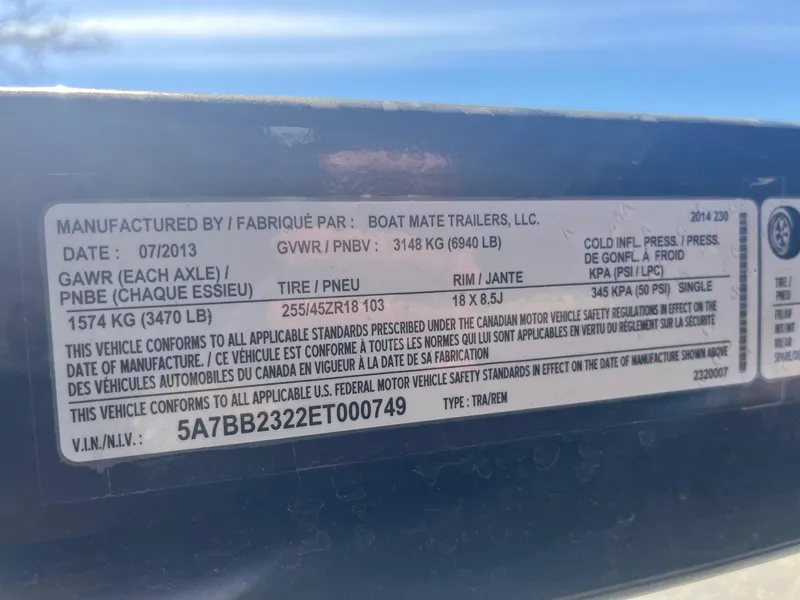 MANUFACTURED BY / FABRIQUÉ PAR : BOAT MATE TRAILERS, LLC. 2014 230
DATE : 07/2013 GVWR / PNBV : 3148 KG (6940 LB)
COLD INFL. PRESS. / PRESS.
DE GONFL. À FROID
KPA (PSI / LPC)
GAWR (EACH AXLE) /
PNBE (CHAQUE ESSIEU) TIRE / PNEU RIM / JANTE
1574 KG (3470 LB) 255/45ZR18 103 18 X 8.5J 345 KPA (50 PSI) SINGLE
THIS VEHICLE CONFORMS TO ALL APPLICABLE STANDARDS PRESCRIBED UNDER THE CANADIAN MOTOR VEHICLE SAFETY REGULATIONS IN EFFECT ON THE
DATE OF MANUFACTURE. / CE VÉHICULE EST CONFORME À TOUTES LES NORMES QUI LUI SONT APPLICABLES EN VERTU DU RÈGLEMENT SUR LA SÉCURITÉ
DES VÉHICULES AUTOMOBILES DU CANADA EN VIGUEUR À LA DATE DE SA FABRICATION
THIS VEHICLE CONFORMS TO ALL APPLICABLE U.S. FEDERAL MOTOR VEHICLE SAFETY STANDARDS IN EFFECT ON THE DATE OF MANUFACTURE SHOWN ABOVE
2320007
V.I.N./N.I.V. : 5A7BB2322ET000749 TYPE : TRA/REM
TIRE /